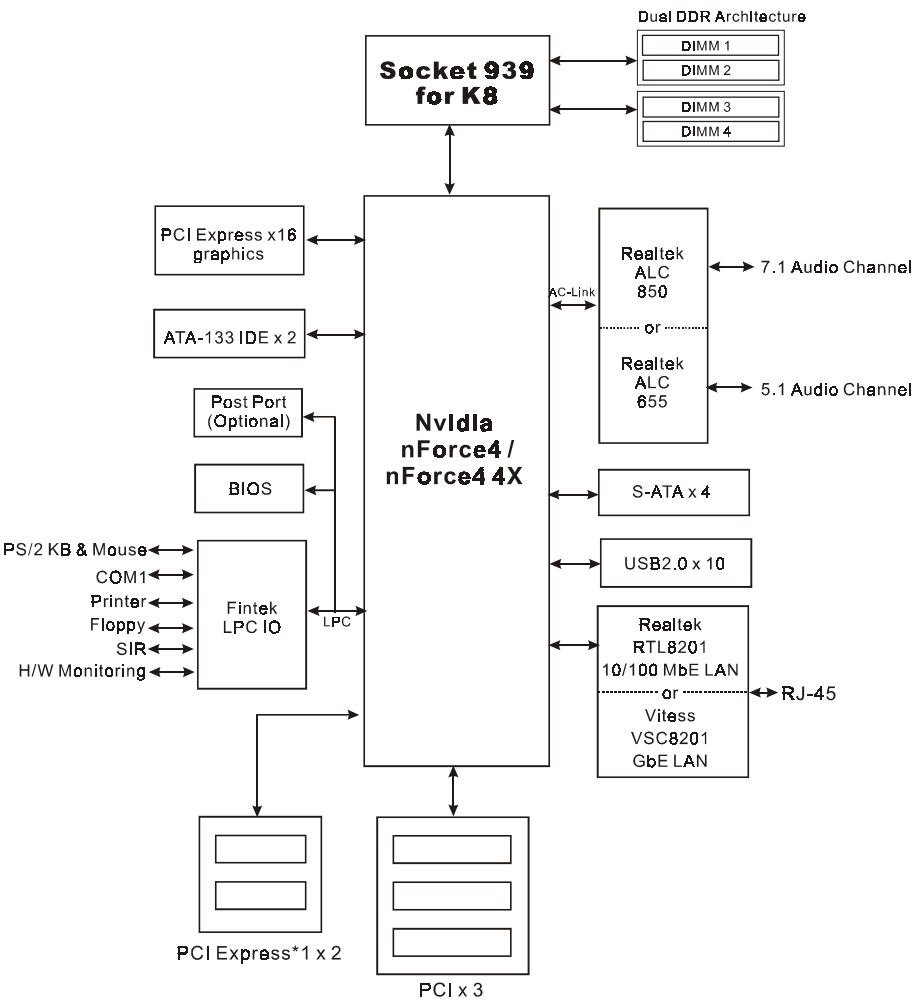 Dual DDR Architecture
DIMM 1
DIMM 2
DIMM 3
DIMM 4
Socket 939
for K8
PCI Express x16
graphics
ATA-133 IDE x 2
Post Port
(Optional)
BIOS
PS/2 KB & Mouse
COM1
Printer
Floppy
SIR
H/W Monitoring
Fintek
LPC IO
LPC
Nvidia
nForce4 /
nForce4 4X
AC-Link
Realtek
ALC
850
or
Realtek
ALC
655
7.1 Audio Channel
5.1 Audio Channel
S-ATA x 4
USB2.0 x 10
Realtek
RTL8201
10/100 MbE LAN
or
Vitess
VSC8201
GbE LAN
RJ-45
PCI Express*1 x 2
PCI x 3